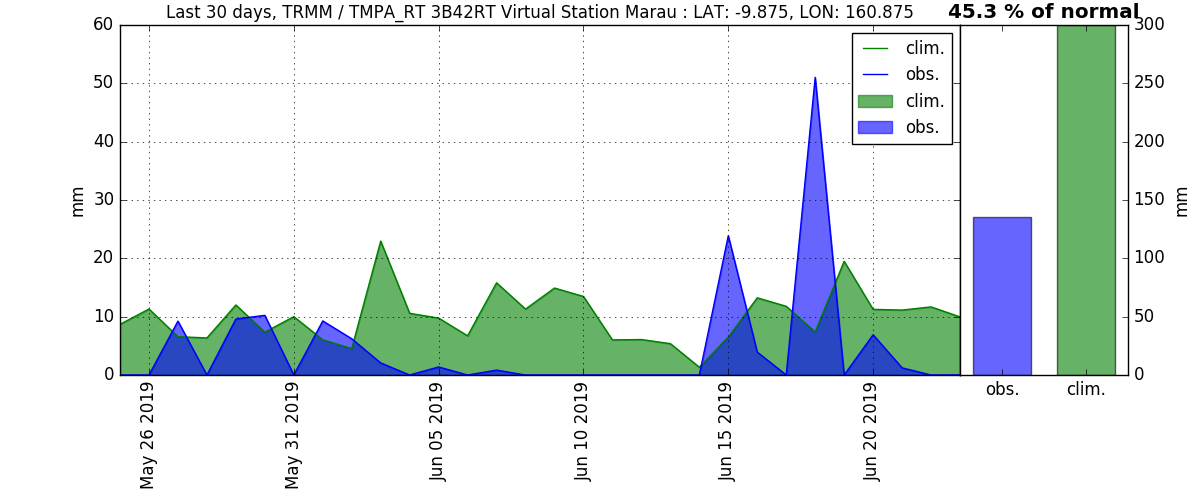 Last 30 days, TRMM / TMPA_RT 3B42RT Virtual Station Marau : LAT: -9.875, LON: 160.875
45.3 % of normal
60
50
40
30
20
10
0
mm
clim.
obs.
clim.
obs.
300
250
200
150
100
50
0
mm
obs.
clim.
May 26 2019
May 31 2019
Jun 05 2019
Jun 10 2019
Jun 15 2019
Jun 20 2019